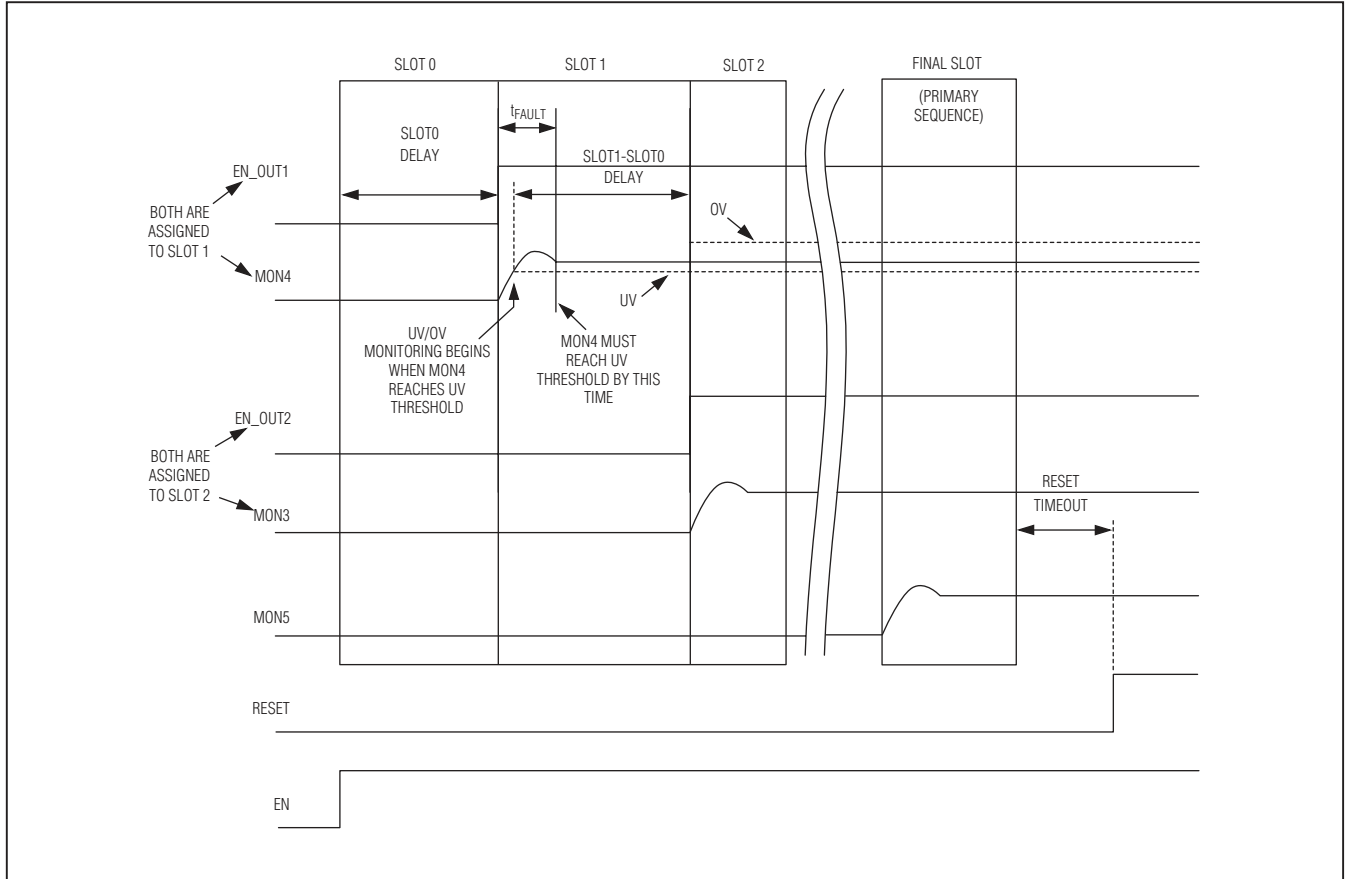 SLOT 0
SLOT 1
SLOT 2
FINAL SLOT
(PRIMARY
SEQUENCE)
tFAULT
SLOT0
DELAY
SLOT1-SLOT0
DELAY
EN_OUT1
BOTH ARE
ASSIGNED
TO SLOT 1
MON4
OV
UV
UV/OV
MONITORING BEGINS
WHEN MON4
REACHES UV
THRESHOLD
MON4 MUST
REACH UV
THRESHOLD BY THIS
TIME
EN_OUT2
BOTH ARE
ASSIGNED
TO SLOT 2
MON3
RESET
TIMEOUT
MON5
RESET
EN